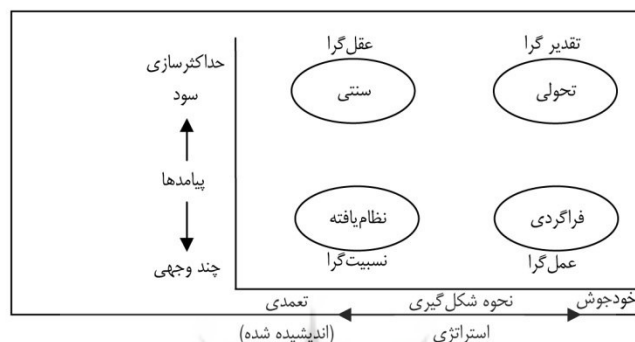 تقدیر گرا
عقل‌گرا
حداکثرسازی
سود
تحولی
سنتی
پیامدها
فراگردی
نظام‌یافته
عمل‌گرا
نسبیت‌گرا
چند وجهی
خودجوش
نحوه شکل‌گیری
تعمدی
استراتژی
(اندیشیده شده)